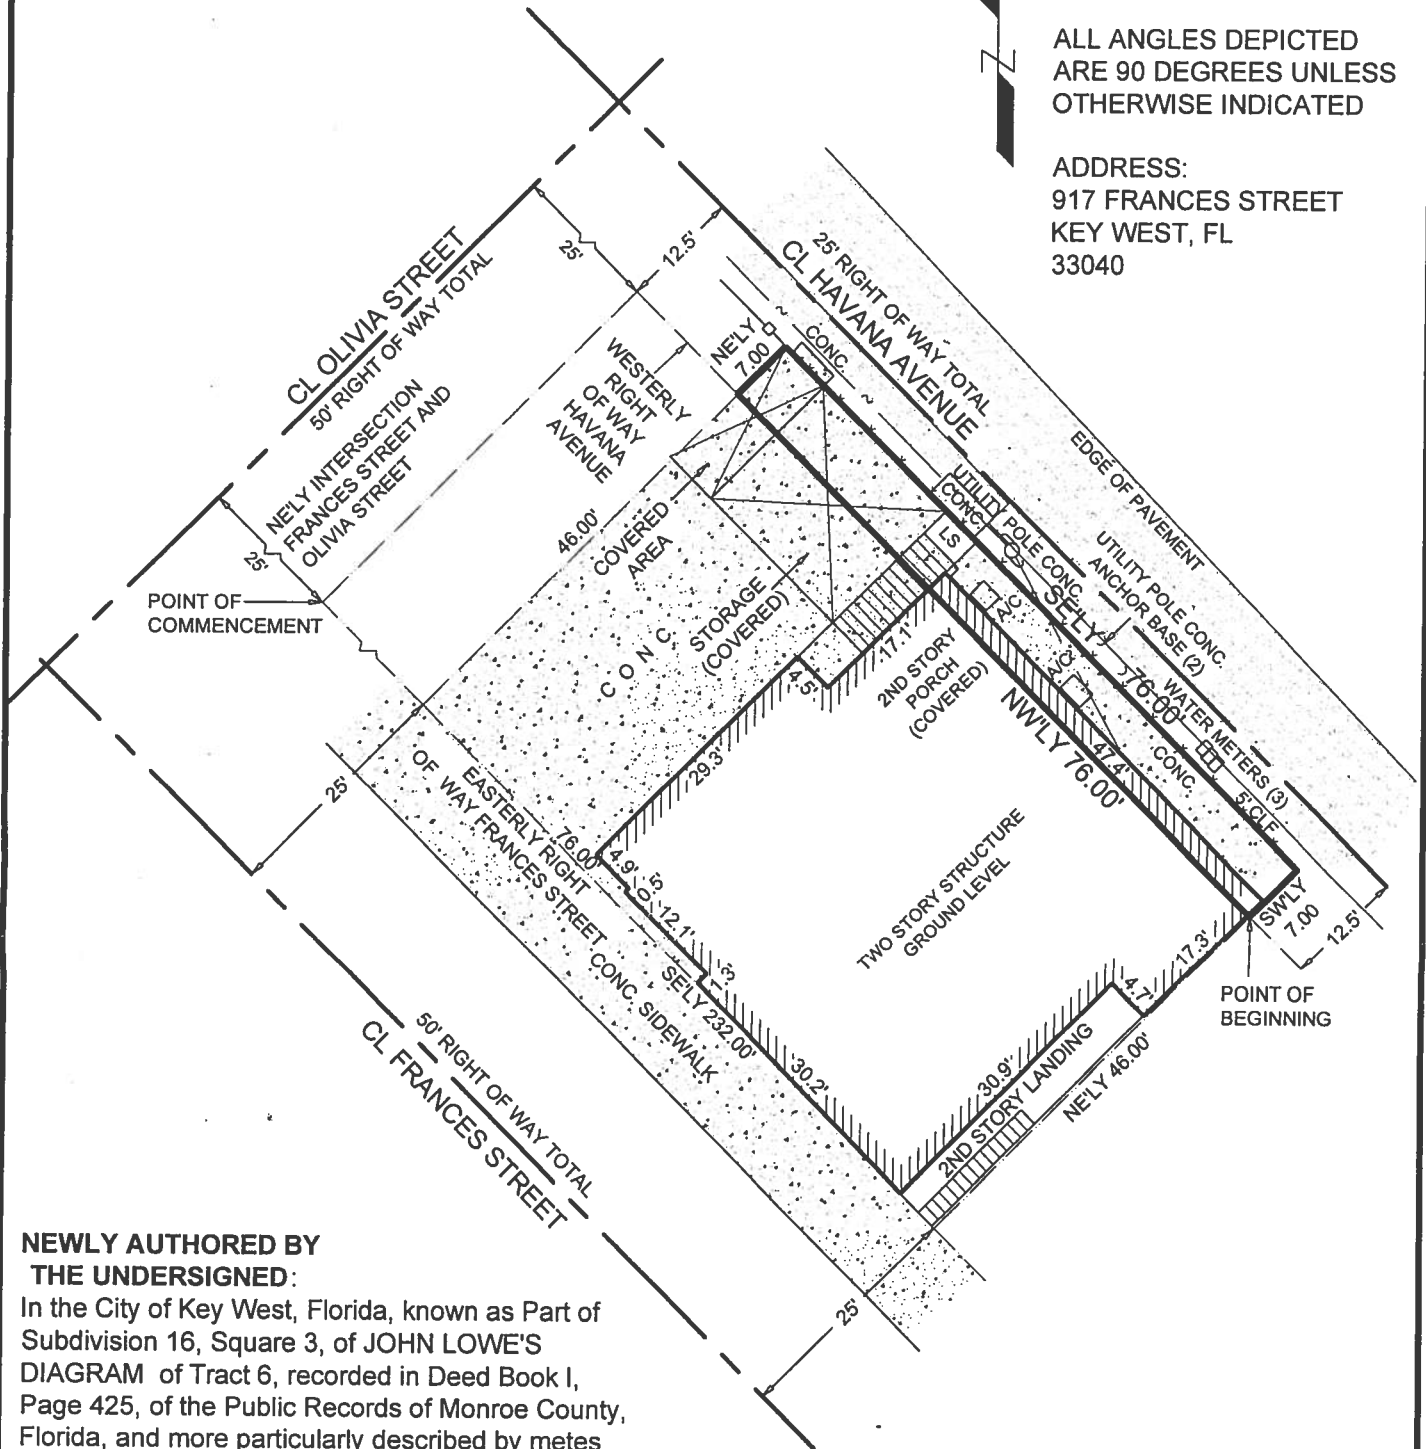 ALL ANGLES DEPICTED
ARE 90 DEGREES UNLESS
OTHERWISE INDICATED
ADDRESS:
917 FRANCES STREET
KEY WEST, FL
33040
CL OLIVIA STREET
50' RIGHT OF WAY TOTAL
25'
12.5'
NE'LY INTERSECTION
FRANCES STREET AND
OLIVIA STREET
25'
POINT OF
COMMENCEMENT
WESTERLY
RIGHT
OF WAY
HAVANA
AVENUE
NE'LY
7.00
CONC.
25' RIGHT OF WAY TOTAL
CL HAVANA AVENUE
EDGE OF PAVEMENT
46.00'
COVERED
AREA
CONC.
STORAGE
(COVERED)
CONC.
LS
UTILITY POLE CONC.
UTILITY POLE CONC.
ANCHOR BASE (2)
A/C
A/C
SE'LY 76.00'
WATER METERS (3)
17.1'
4.5'
2ND STORY
PORCH
(COVERED)
NW'LY 76.00'
47.4'
CONC.
5' CLF
SW'LY
7.00
12.5'
29.3'
25'
EASTERLY RIGHT
OF WAY FRANCES STREET
76.00'
4.9'
0.5
12.1'
1.3'
TWO STORY STRUCTURE
GROUND LEVEL
17.3'
4.7'
POINT OF
BEGINNING
SE'LY 232.00'
CONC. SIDEWALK
30.2'
30.9'
2ND STORY LANDING
NE'LY 46.00'
50' RIGHT OF WAY TOTAL
CL FRANCES STREET
25'
NEWLY AUTHORED BY
THE UNDERSIGNED:
In the City of Key West, Florida, known as Part of
Subdivision 16, Square 3, of JOHN LOWE'S
DIAGRAM of Tract 6, recorded in Deed Book I,
Page 425, of the Public Records of Monroe County,
Florida, and more particularly described by metes